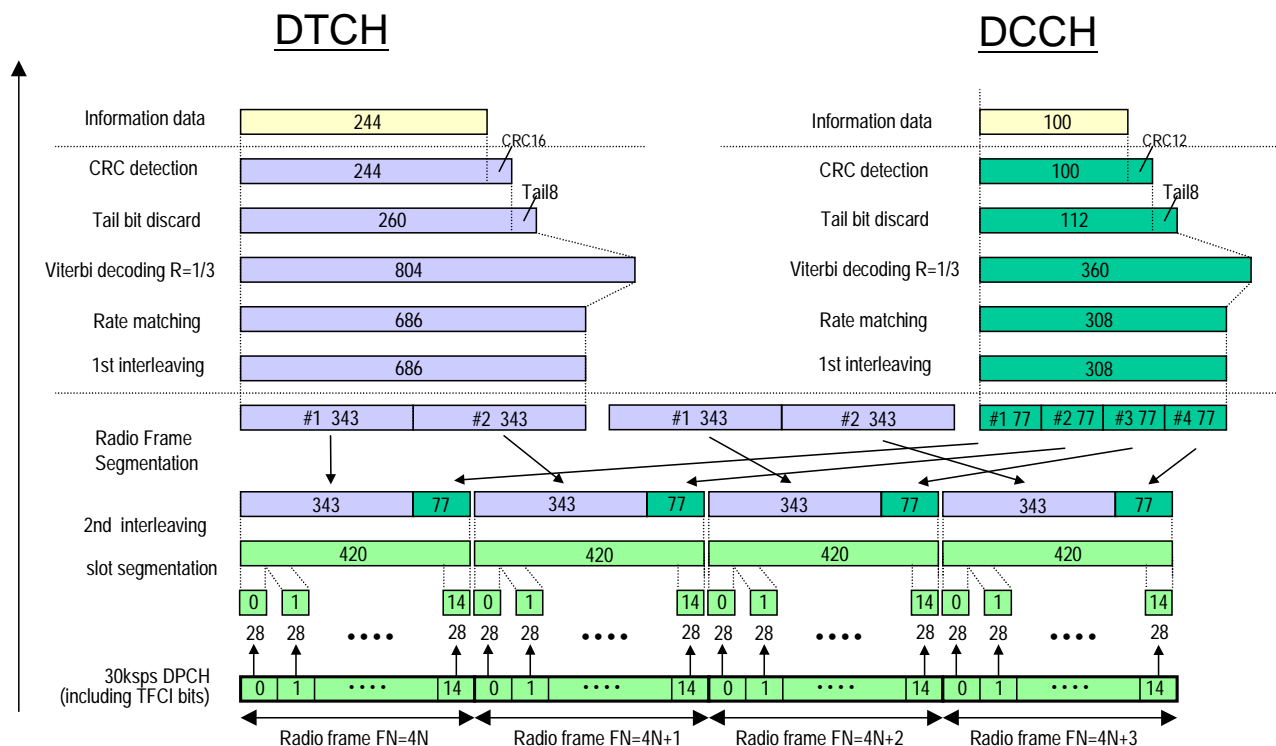 DTCH DCCH
Information data 244 Information data 100
CRC16 CRC12
CRC detection 244 CRC detection 100
Tail8 Tail8
Tail bit discard 260 Tail bit discard 112
Viterbi decoding R=1/3 804 Viterbi decoding R=1/3 360
Rate matching 686 Rate matching 308
1st interleaving 686 1st interleaving 308
#1 343 #2 343 #1 343 #2 343 #1 77 #2 77 #3 77 #4 77
Radio Frame
Segmentation
343 77 343 77 343 77 343 77
2nd interleaving
420 420 420 420
slot segmentation
0 1 14 0 1 14 0 1 14 0 1 14
28 28 •••• 28 28 28 •••• 28 28 28 •••• 28 28 28 •••• 28
30ksps DPCH
(including TFCI bits)
0 1 •••• 14 0 1 •••• 14 0 1 •••• 14 0 1 •••• 14
Radio frame FN=4N Radio frame FN=4N+1 Radio frame FN=4N+2 Radio frame FN=4N+3